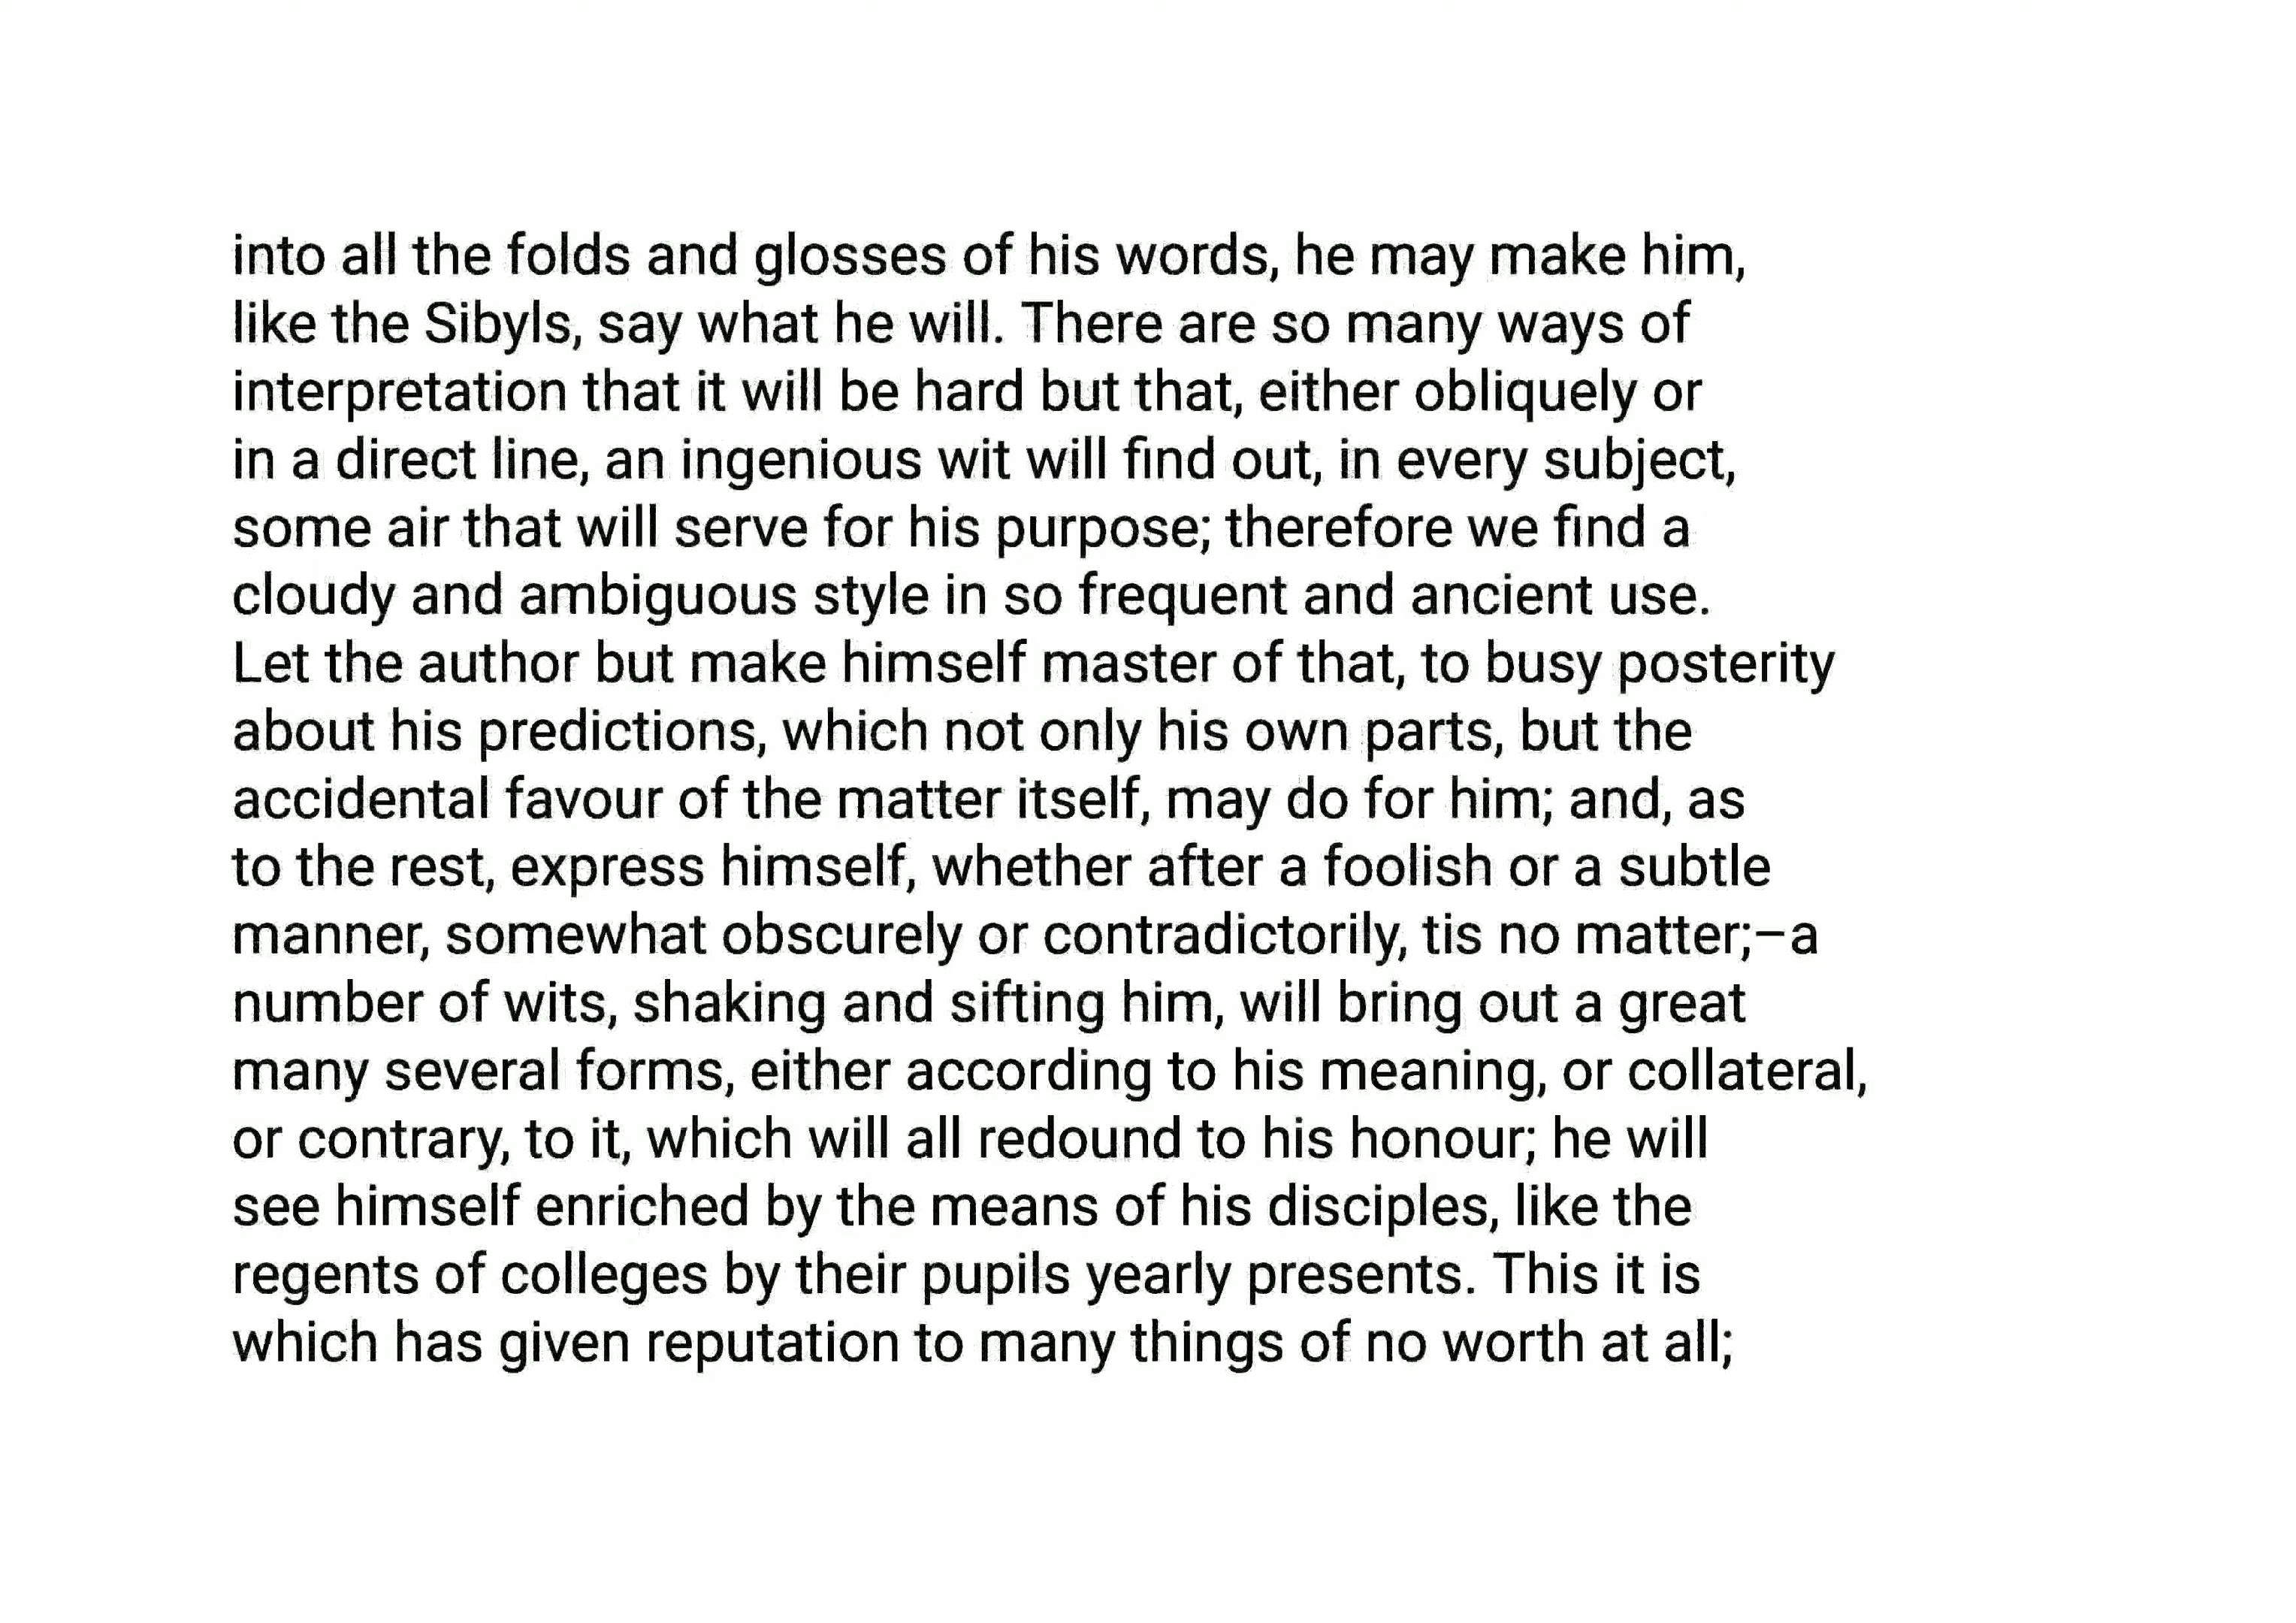 into all the folds and glosses of his words, he may make him,
like the Sibyls, say what he will. There are so many ways of
interpretation that it will be hard but that, either obliquely or
in a direct line, an ingenious wit will find out, in every subject,
some air that will serve for his purpose; therefore we find a
cloudy and ambiguous style in so frequent and ancient use.
Let the author but make himself master of that, to busy posterity
about his predictions, which not only his own parts, but the
accidental favour of the matter itself, may do for him; and, as
to the rest, express himself, whether after a foolish or a subtle
manner, somewhat obscurely or contradictorily, tis no matter;–a
number of wits, shaking and sifting him, will bring out a great
many several forms, either according to his meaning, or collateral,
or contrary, to it, which will all redound to his honour; he will
see himself enriched by the means of his disciples, like the
regents of colleges by their pupils yearly presents. This it is
which has given reputation to many things of no worth at all;